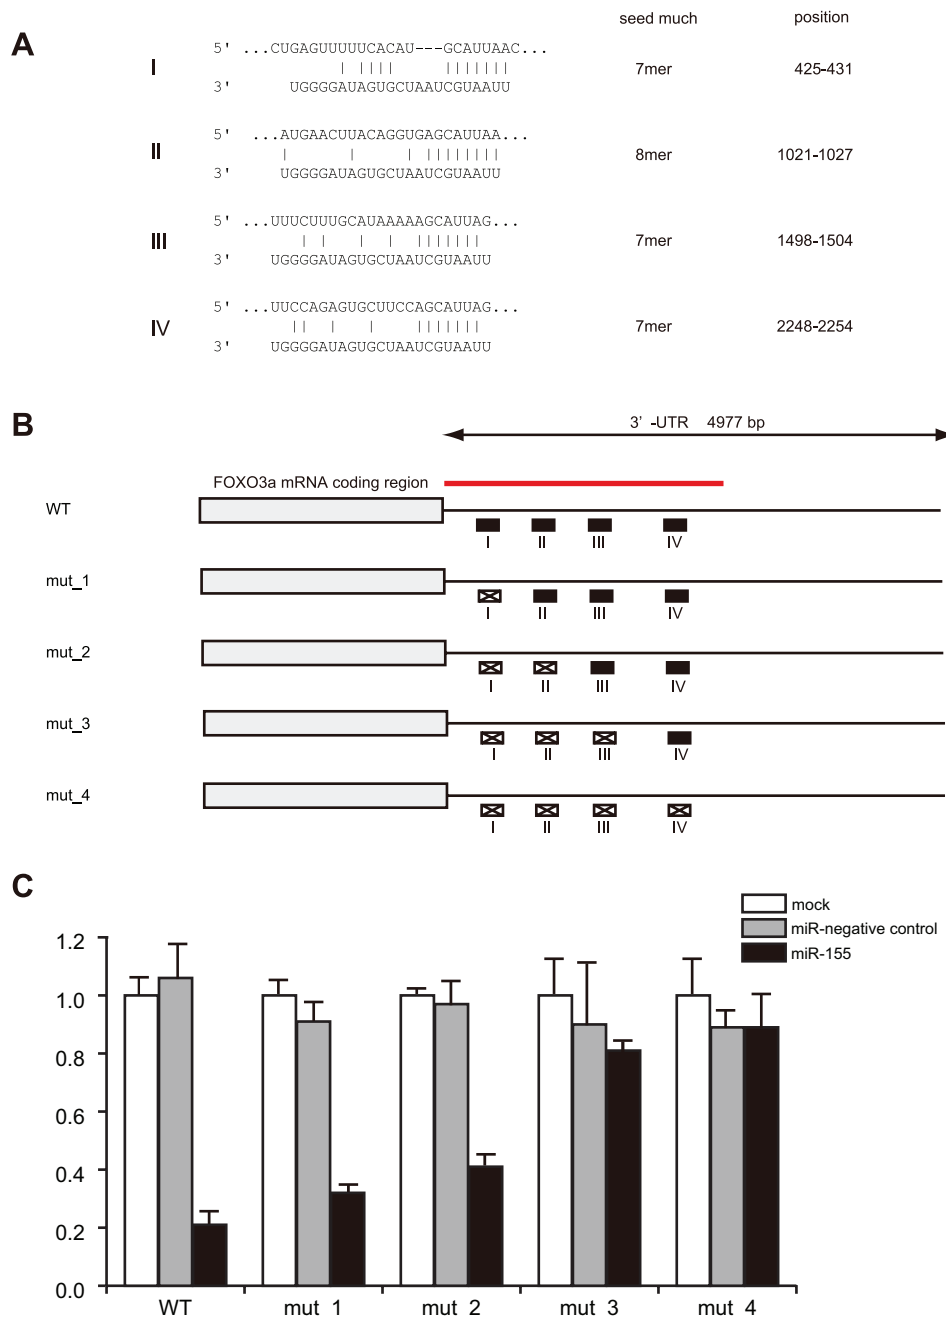 A
seed much position
I
5' ...CUGAGUUUUUCACAU---GCAUUAAC...
3' UGGGGAUAGUGCUAAUCGUAAUU
7mer 425-431
II
5' ...AUGAACUUACAGGUGAGCAUUAA...
3' UGGGGAUAGUGCUAAUCGUAAUU
8mer 1021-1027
III
5' ...UUUCUUUGCAUAAAAAGCAUUAG...
3' UGGGGAUAGUGCUAAUCGUAAUU
7mer 1498-1504
IV
5' ...UUCCAGAGUGCUUCCAGCAUUAG...
3' UGGGGAUAGUGCUAAUCGUAAUU
7mer 2248-2254
B
3' -UTR 4977 bp
FOXO3a mRNA coding region
WT
I II III IV
mut_1
I II III IV
mut_2
I II III IV
mut_3
I II III IV
mut_4
I II III IV
C
mock
miR-negative control
miR-155
1.2
1.0
0.8
0.6
0.4
0.2
0.0
WT mut 1 mut 2 mut 3 mut 4